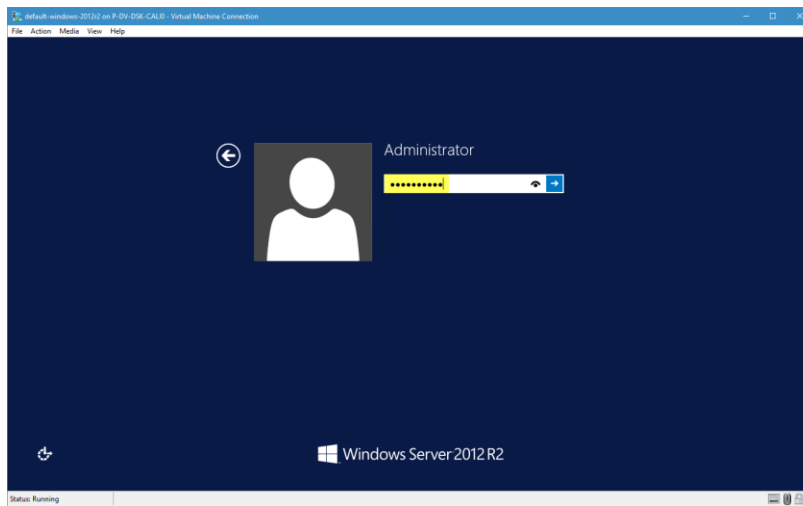 default-windows-2012r2 on P-DV-DSK-CALI0 - Virtual Machine Connection
File Action Media View Help
Administrator
••••••••••
Windows Server 2012 R2
Status: Running